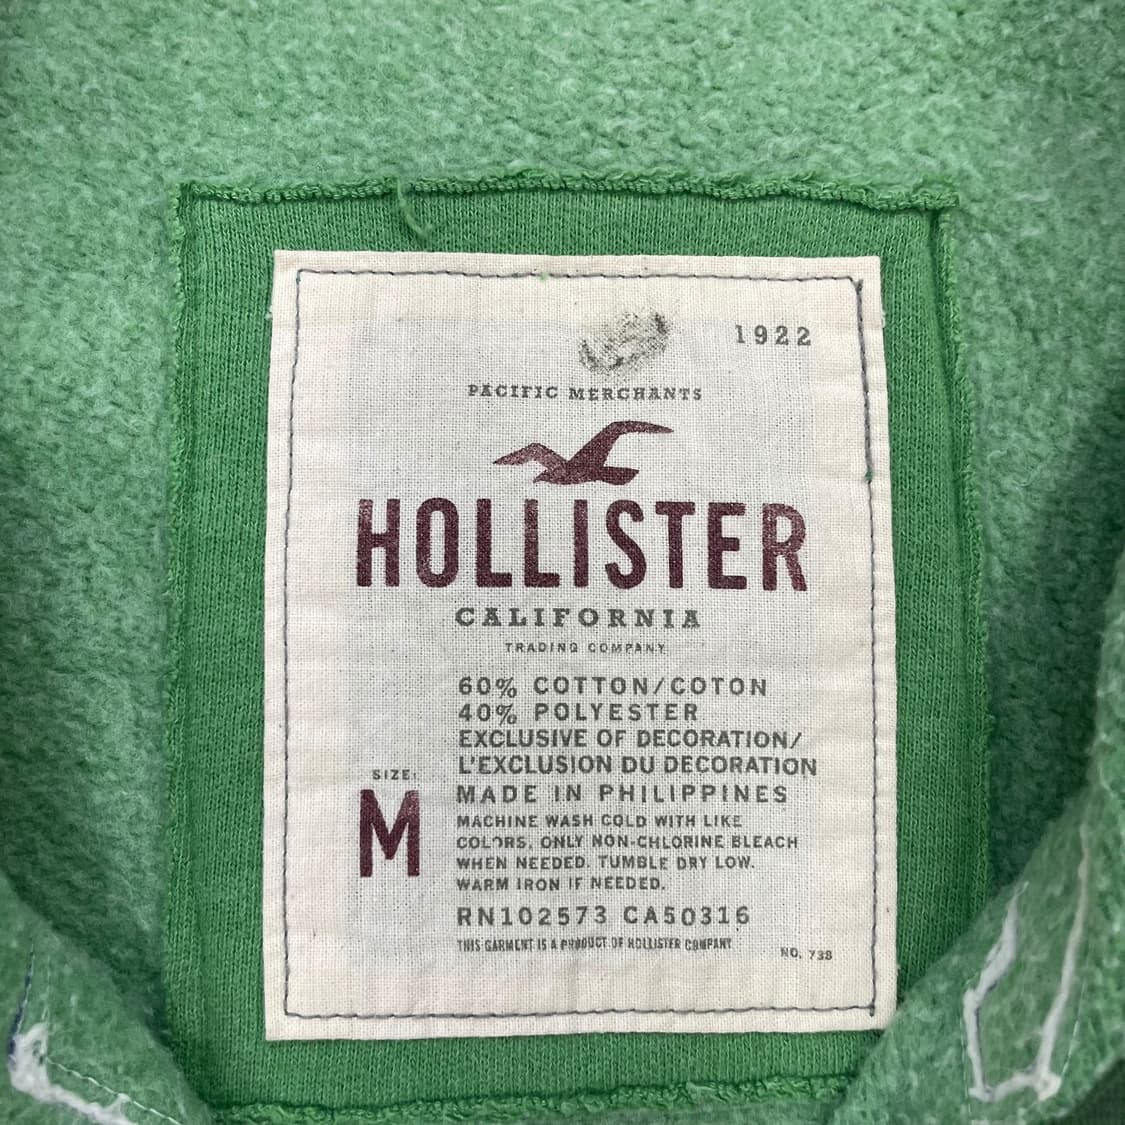 1922
PACIFIC MERCHANTS
HOLLISTER
CALIFORNIA
TRADING COMPANY
60% COTTON/COTON
40% POLYESTER
EXCLUSIVE OF DECORATION/
L'EXCLUSION DU DECORATION
SIZE:
M
MADE IN PHILIPPINES
MACHINE WASH COLD WITH LIKE
COLORS, ONLY NON-CHLORINE BLEACH
WHEN NEEDED. TUMBLE DRY LOW.
WARM IRON IF NEEDED.
RN102573 CA50316
THIS GARMENT IS A PRODUCT OF HOLLISTER COMPANY
NO. 738